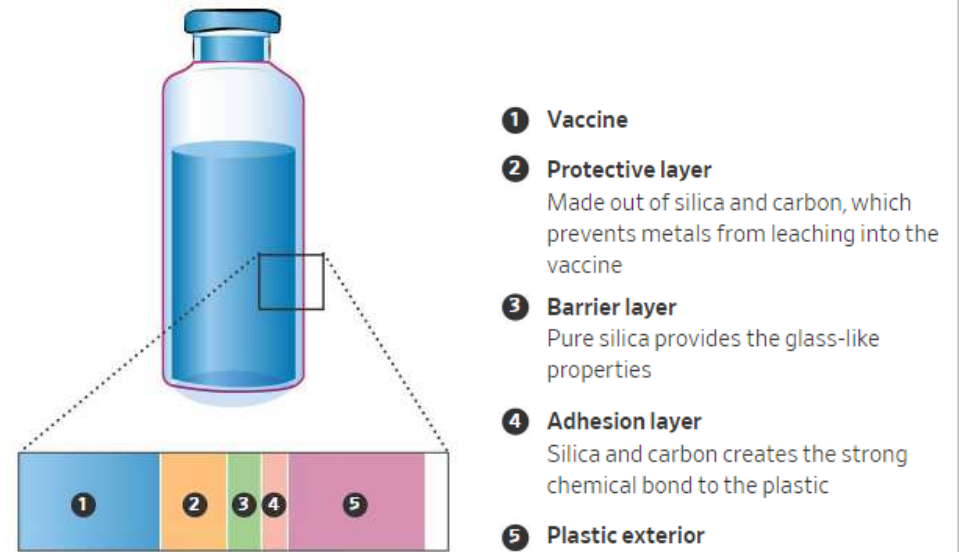 1 Vaccine
2 Protective layer
Made out of silica and carbon, which
prevents metals from leaching into the
vaccine
3 Barrier layer
Pure silica provides the glass-like
properties
4 Adhesion layer
Silica and carbon creates the strong
chemical bond to the plastic
1 2 3 4 5
5 Plastic exterior